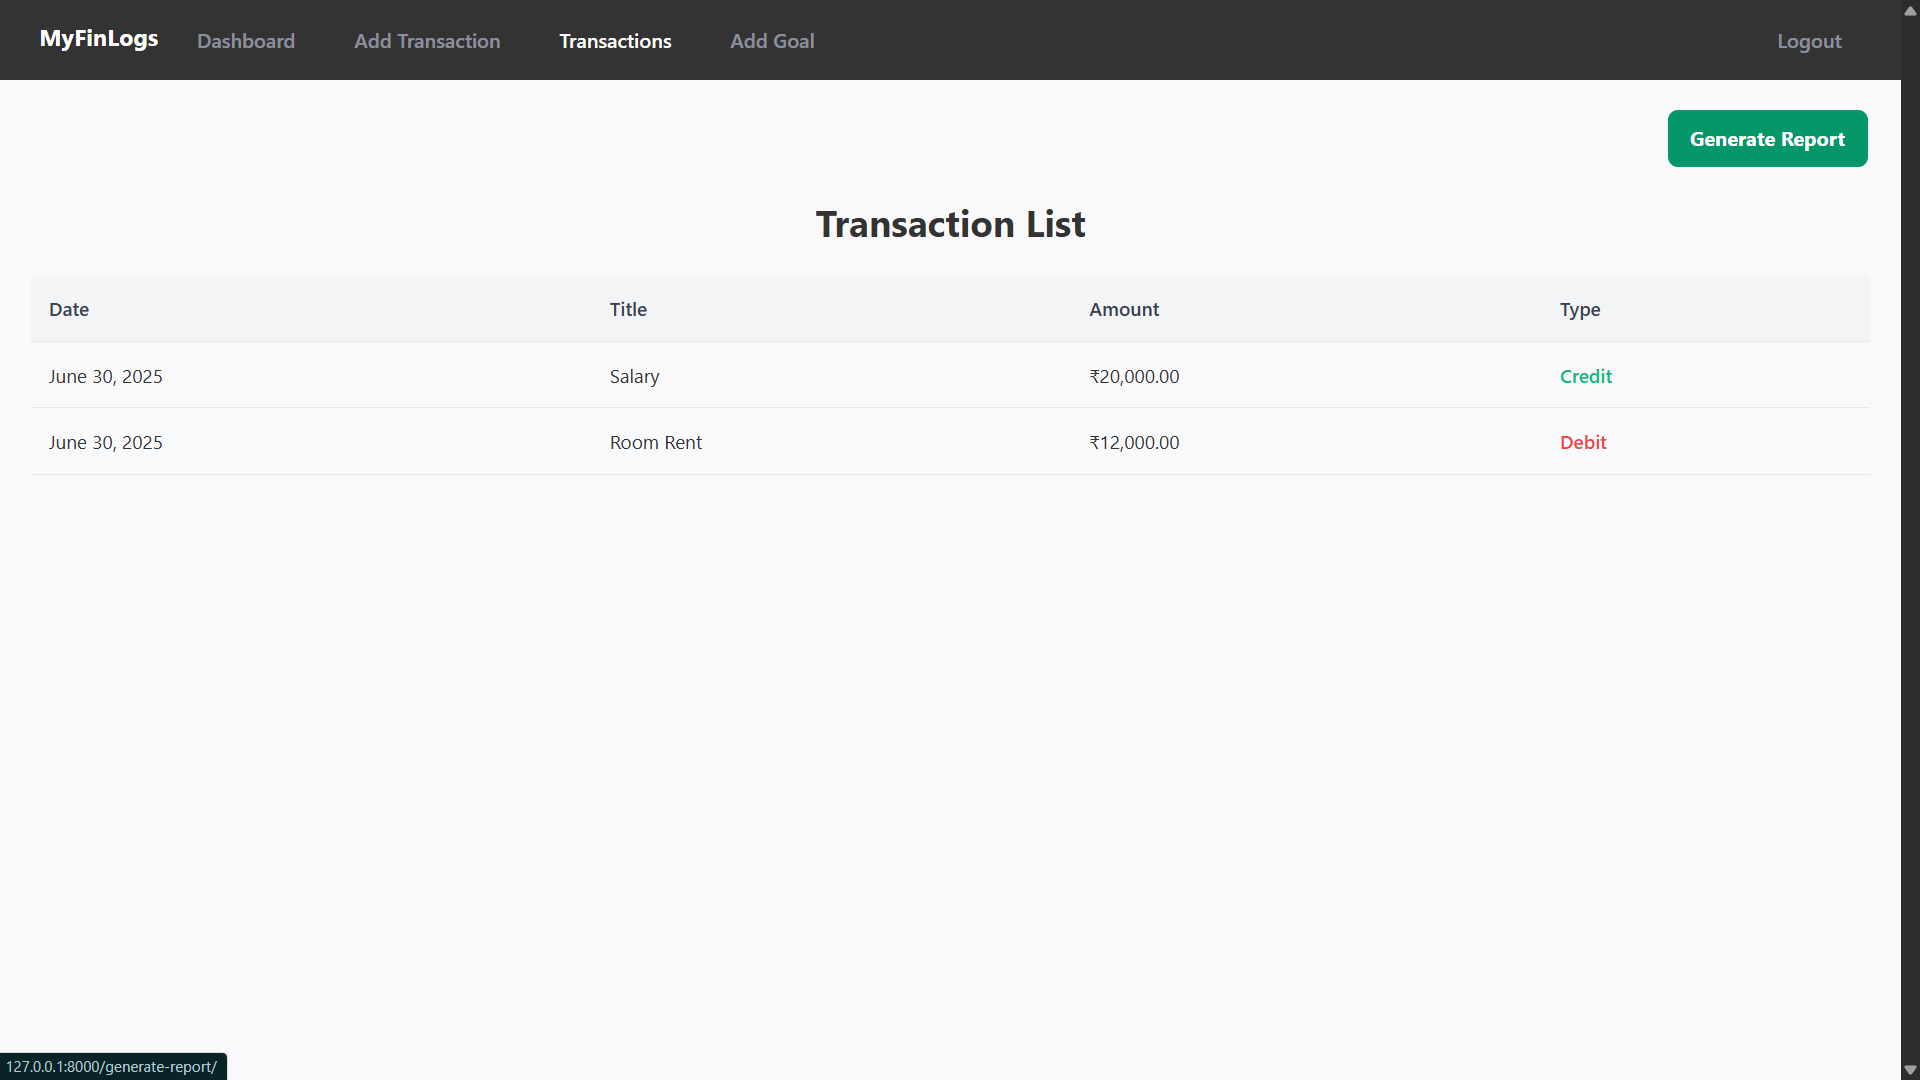 MyFinLogs Dashboard Add Transaction Transactions Add Goal Logout
Generate Report
Transaction List
Date Title Amount Type
June 30, 2025 Salary ₹20,000.00 Credit
June 30, 2025 Room Rent ₹12,000.00 Debit
127.0.0.1:8000/generate-report/